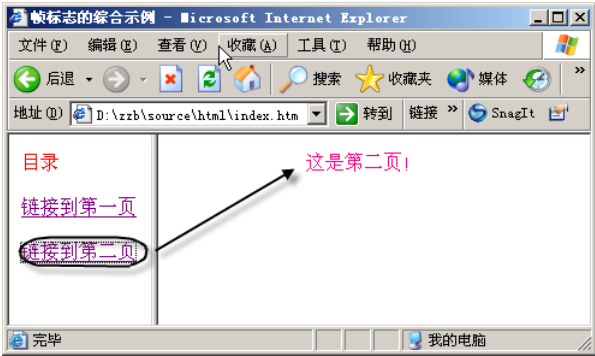 帧标志的综合示例 - Microsoft Internet Explorer
文件(F) 编辑(E) 查看(V) 收藏(A) 工具(T) 帮助(H)
后退 搜索 收藏夹 媒体 »
地址(D) D:\zzb\source\html\index.htm 转到 链接 » SnagIt
目录
链接到第一页
链接到第二页
这是第二页!
完毕 我的电脑